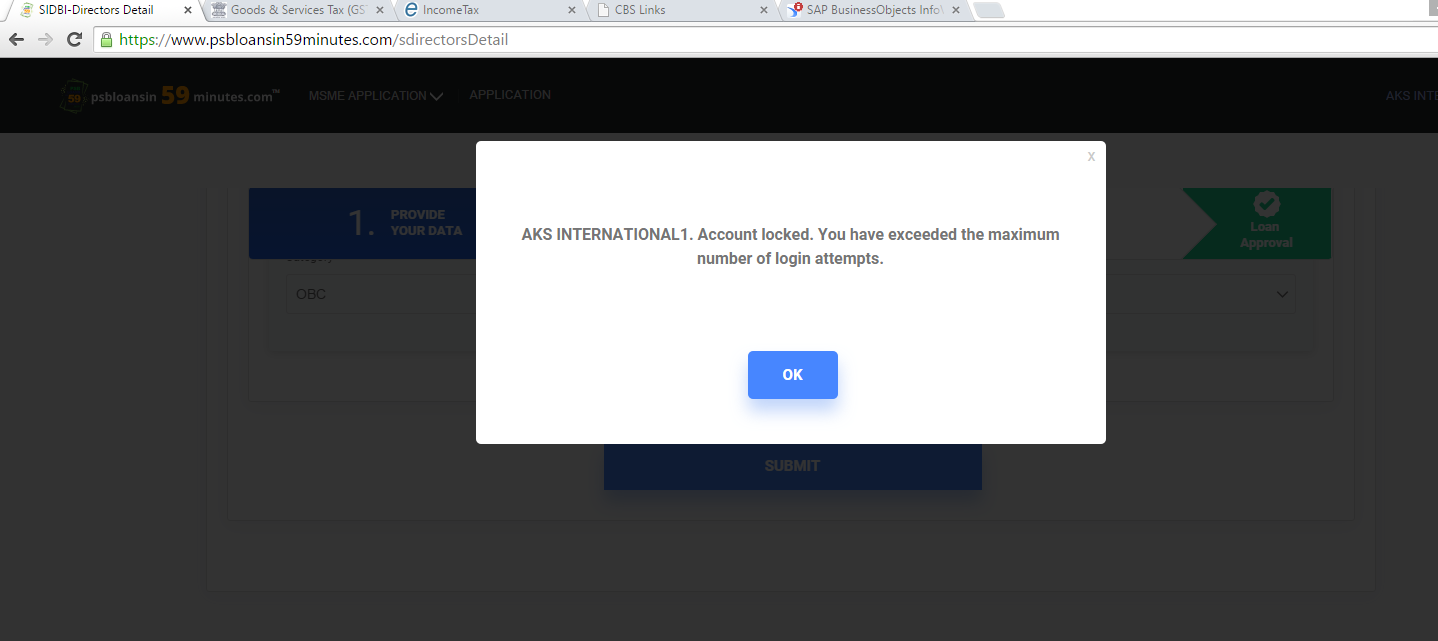 SIDBI-Directors Detail
Goods & Services Tax (GS
IncomeTax
CBS Links
SAP BusinessObjects Info
https://www.psbloansin59minutes.com/sdirectorsDetail
59 psbloansin 59 minutes.com™
MSME APPLICATION
APPLICATION
AKS INTE
X
1. PROVIDE
YOUR DATA
Loan
Approval
AKS INTERNATIONAL1. Account locked. You have exceeded the maximum
number of login attempts.
OBC
OK
SUBMIT